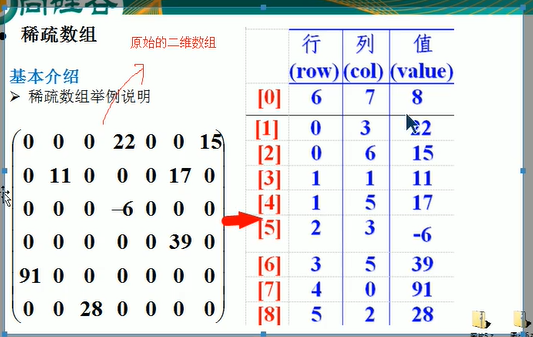 尚硅谷
• 稀疏数组
原始的二维数组
基本介绍
➢ 稀疏数组举例说明
0 0 0 22 0 0 15
0 11 0 0 0 17 0
0 0 0 –6 0 0 0
0 0 0 0 0 39 0
91 0 0 0 0 0 0
0 0 28 0 0 0 0
行 列 值
(row) (col) (value)
[0] 6 7 8
[1] 0 3 22
[2] 0 6 15
[3] 1 1 11
[4] 1 5 17
[5] 2 3 -6
[6] 3 5 39
[7] 4 0 91
[8] 5 2 28